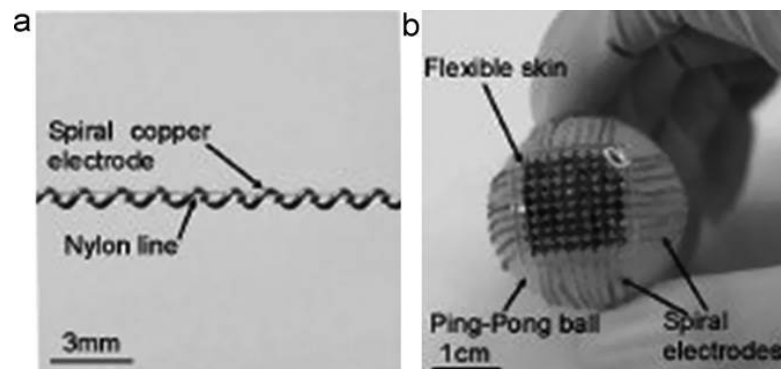 a
Spiral copper
electrode
Nylon line
3mm
b
Flexible skin
Ping-Pong ball
Spiral
electrodes
1cm